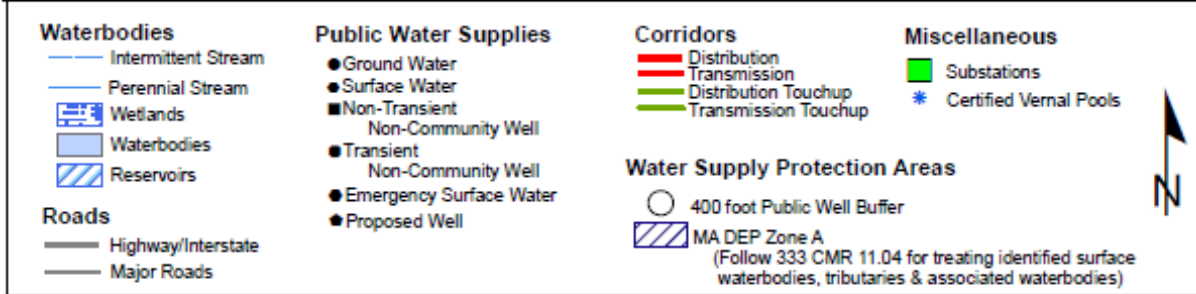 Waterbodies
Intermittent Stream
Perennial Stream
Wetlands
Waterbodies
Reservoirs
Roads
Highway/Interstate
Major Roads
Public Water Supplies
Ground Water
Surface Water
Non-Transient
Non-Community Well
Transient
Non-Community Well
Emergency Surface Water
Proposed Well
Corridors
Distribution
Transmission
Distribution Touchup
Transmission Touchup
Miscellaneous
Substations
Certified Vernal Pools
Water Supply Protection Areas
400 foot Public Well Buffer
MA DEP Zone A
(Follow 333 CMR 11.04 for treating identified surface
waterbodies, tributaries & associated waterbodies)
N